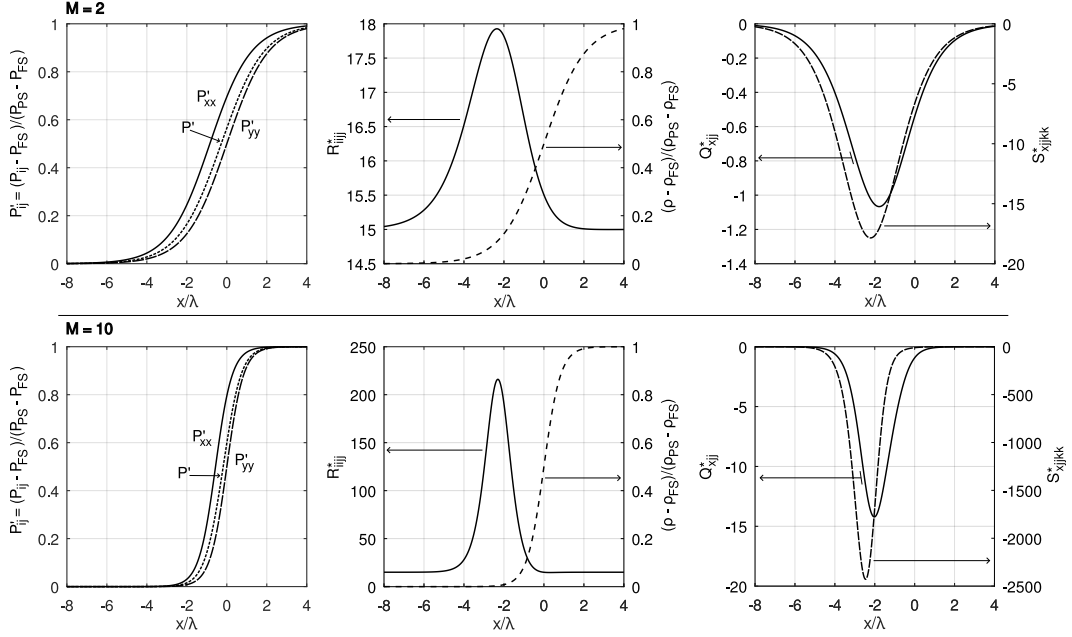 M = 2
P'ij = (Pij - PFS)/(PPS - PFS)
1
0.8
0.6
0.4
0.2
0
P'xx
P'
P'yy
-8 -6 -4 -2 0 2 4
x/λ
R*iijj
18
17.5
17
16.5
16
15.5
15
14.5
1
0.8
0.6
0.4
0.2
0
(ρ - ρFS)/(ρPS - ρFS)
-8 -6 -4 -2 0 2 4
x/λ
Q*xjj
0
-0.2
-0.4
-0.6
-0.8
-1
-1.2
-1.4
0
-5
-10
-15
-20
S*xjjkk
-8 -6 -4 -2 0 2 4
x/λ
M = 10
P'ij = (Pij - PFS)/(PPS - PFS)
1
0.8
0.6
0.4
0.2
0
P'xx
P'
P'yy
-8 -6 -4 -2 0 2 4
x/λ
R*iijj
250
200
150
100
50
0
1
0.8
0.6
0.4
0.2
0
(ρ - ρFS)/(ρPS - ρFS)
-8 -6 -4 -2 0 2 4
x/λ
Q*xjj
0
-5
-10
-15
-20
0
-500
-1000
-1500
-2000
-2500
S*xjjkk
-8 -6 -4 -2 0 2 4
x/λ